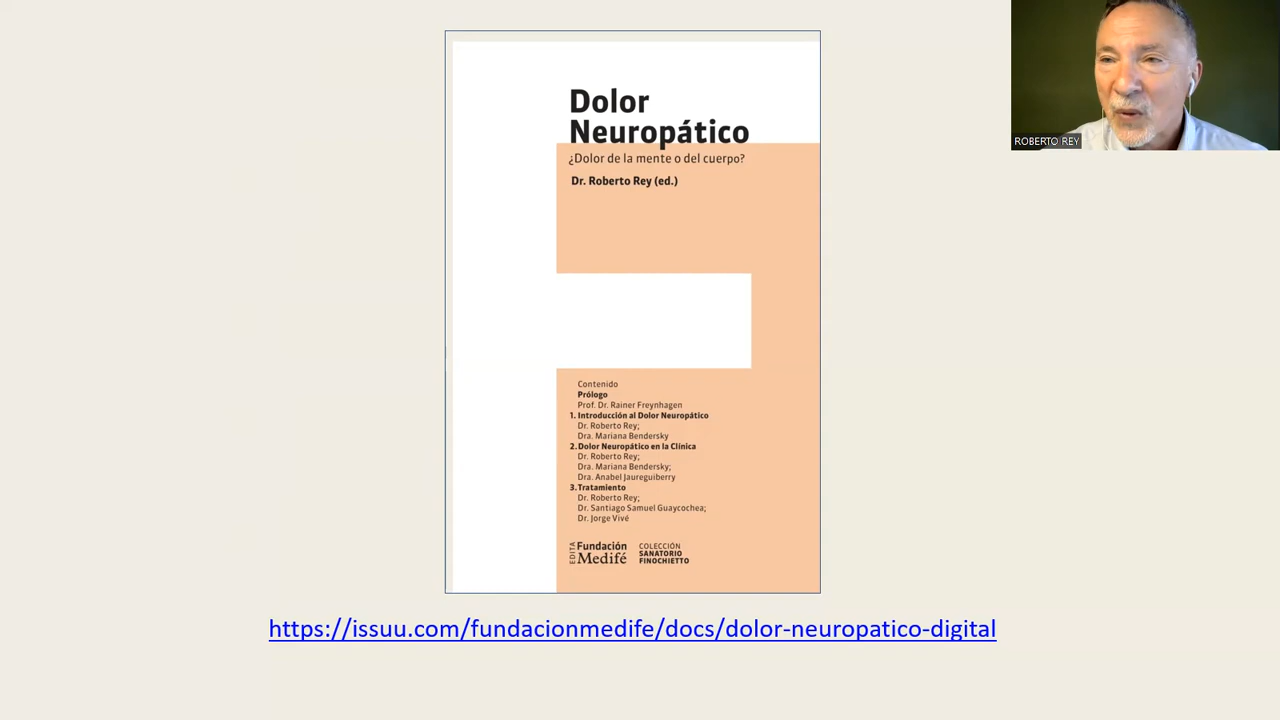 Dolor
Neuropático
¿Dolor de la mente o del cuerpo?
Dr. Roberto Rey (ed.)
Contenido
Prólogo
Prof. Dr. Rainer Freynhagen
1. Introducción al Dolor Neuropático
Dr. Roberto Rey;
Dra. Mariana Bendersky
2. Dolor Neuropático en la Clínica
Dr. Roberto Rey;
Dra. Mariana Bendersky;
Dra. Anabel Jaureguiberry
3. Tratamiento
Dr. Roberto Rey;
Dr. Santiago Samuel Guaycochea;
Dr. Jorge Vivé
EDITA
Fundación
Medifé
COLECCIÓN
SANATORIO
FINOCHIETTO
ROBERTO REY
https://issuu.com/fundacionmedife/docs/dolor-neuropatico-digital